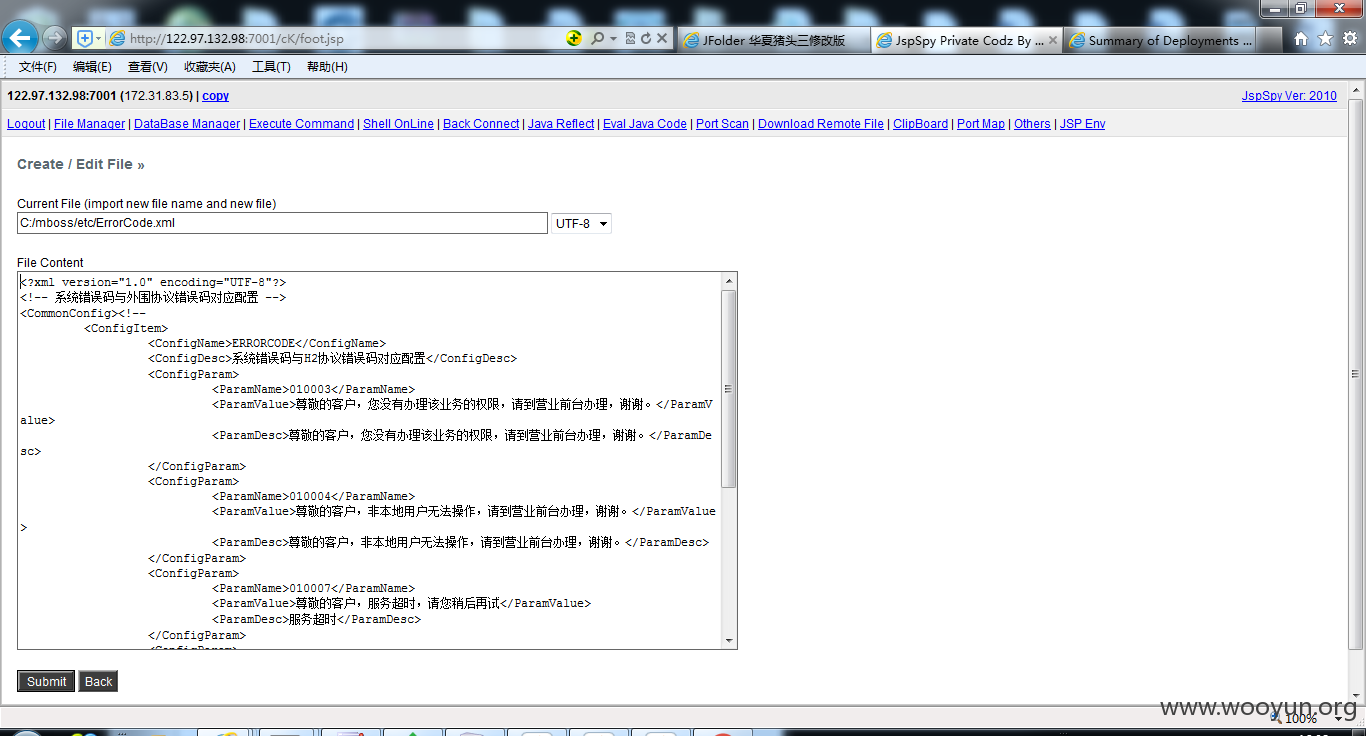 http://122.97.132.98:7001/cK/foot.jsp
JFolder 华夏猪头三修改版
JspSpy Private Codz By ...
Summary of Deployments ...
文件(F) 编辑(E) 查看(V) 收藏夹(A) 工具(T) 帮助(H)
122.97.132.98:7001 (172.31.83.5) | copy
JspSpy Ver: 2010
Logout | File Manager | DataBase Manager | Execute Command | Shell OnLine | Back Connect | Java Reflect | Eval Java Code | Port Scan | Download Remote File | ClipBoard | Port Map | Others | JSP Env
Create / Edit File »
Current File (import new file name and new file)
C:/mboss/etc/ErrorCode.xml
UTF-8
File Content
<?xml version="1.0" encoding="UTF-8"?>
<!-- 系统错误码与外围协议错误码对应配置 -->
<CommonConfig><!--
<ConfigItem>
<ConfigName>ERRORCODE</ConfigName>
<ConfigDesc>系统错误码与H2协议错误码对应配置</ConfigDesc>
<ConfigParam>
<ParamName>010003</ParamName>
<ParamValue>尊敬的客户，您没有办理该业务的权限，请到营业前台办理，谢谢。</ParamV
alue>
<ParamDesc>尊敬的客户，您没有办理该业务的权限，请到营业前台办理，谢谢。</ParamDe
sc>
</ConfigParam>
<ConfigParam>
<ParamName>010004</ParamName>
<ParamValue>尊敬的客户，非本地用户无法操作，请到营业前台办理，谢谢。</ParamValue
>
<ParamDesc>尊敬的客户，非本地用户无法操作，请到营业前台办理，谢谢。</ParamDesc>
</ConfigParam>
<ConfigParam>
<ParamName>010007</ParamName>
<ParamValue>尊敬的客户，服务超时，请您稍后再试</ParamValue>
<ParamDesc>服务超时</ParamDesc>
</ConfigParam>
<ConfigParam>
Submit
Back
www.wooyun.org
100%